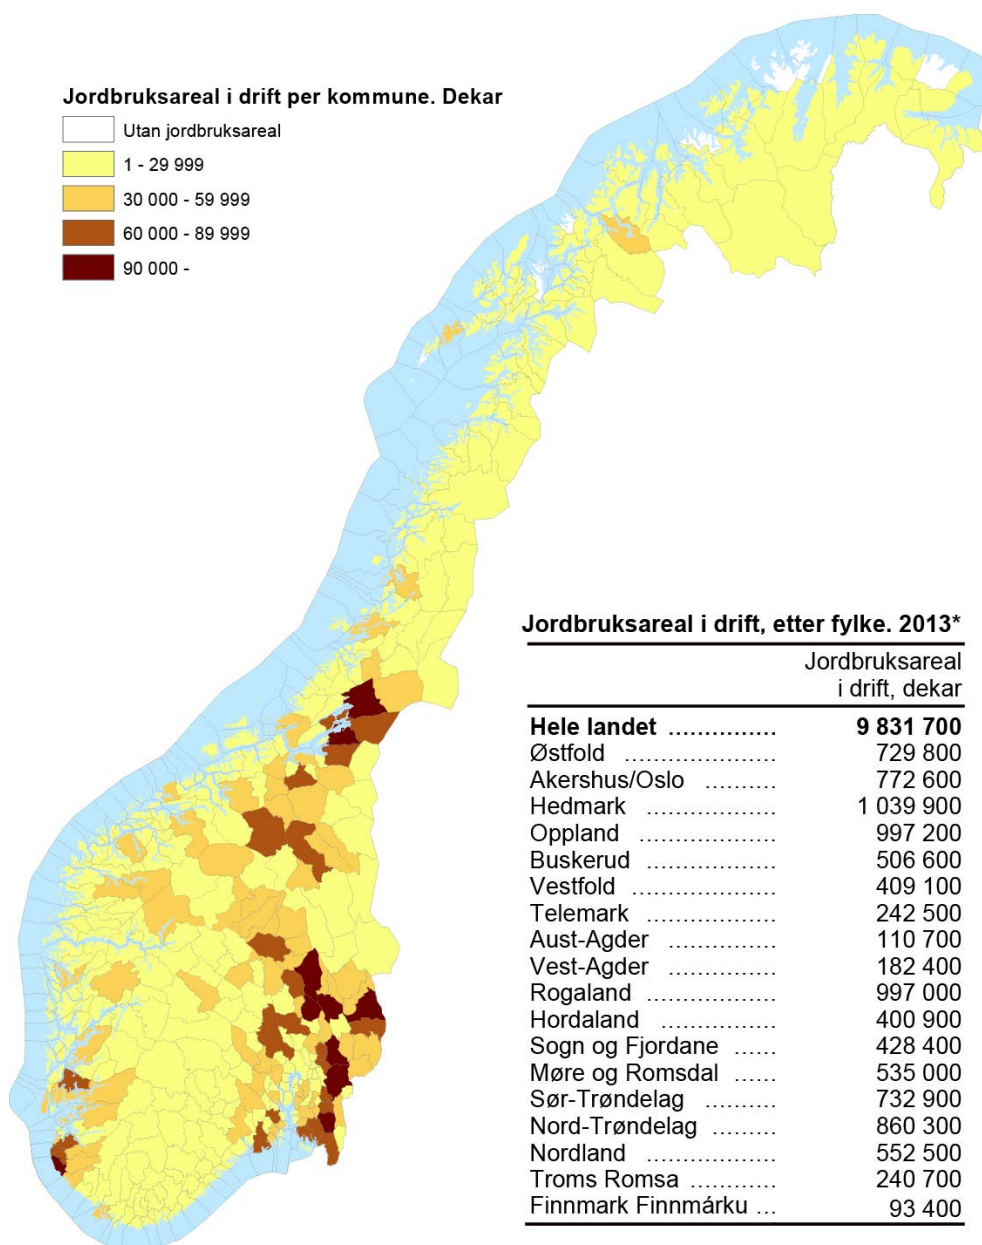 Jordbruksareal i drift per kommune. Dekar
Utan jordbruksareal
1 - 29 999
30 000 - 59 999
60 000 - 89 999
90 000 -
Jordbruksareal i drift, etter fylke. 2013*
Jordbruksareal
i drift, dekar
Hele landet ............... 9 831 700
Østfold .................... 729 800
Akershus/Oslo .......... 772 600
Hedmark .................. 1 039 900
Oppland .................. 997 200
Buskerud .................. 506 600
Vestfold .................... 409 100
Telemark .................. 242 500
Aust-Agder ............... 110 700
Vest-Agder ............... 182 400
Rogaland .................. 997 000
Hordaland ................ 400 900
Sogn og Fjordane ...... 428 400
Møre og Romsdal ...... 535 000
Sør-Trøndelag .......... 732 900
Nord-Trøndelag ........ 860 300
Nordland .................. 552 500
Troms Romsa ............ 240 700
Finnmark Finnmárku ... 93 400